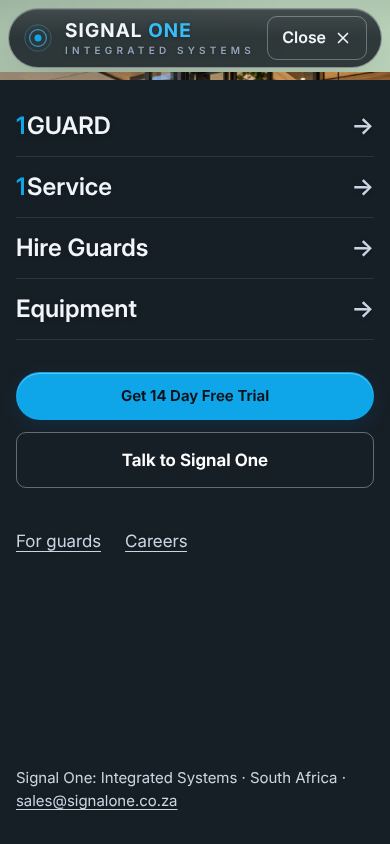 SIGNAL ONE
INTEGRATED SYSTEMS
Close
1GUARD
1Service
Hire Guards
Equipment
Get 14 Day Free Trial
Talk to Signal One
For guards Careers
Signal One: Integrated Systems · South Africa ·
sales@signalone.co.za